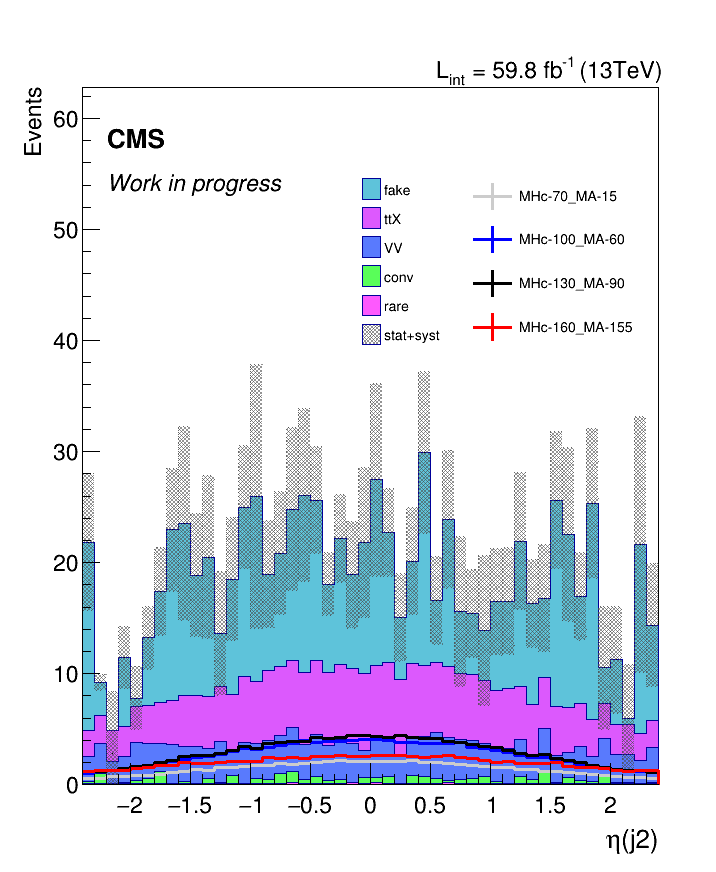 L_int = 59.8 fb^-1 (13TeV)
Events
CMS
Work in progress
fake
ttX
VV
conv
rare
stat+syst
MHc-70_MA-15
MHc-100_MA-60
MHc-130_MA-90
MHc-160_MA-155
60
50
40
30
20
10
0
−2 −1.5 −1 −0.5 0 0.5 1 1.5 2
η(j2)